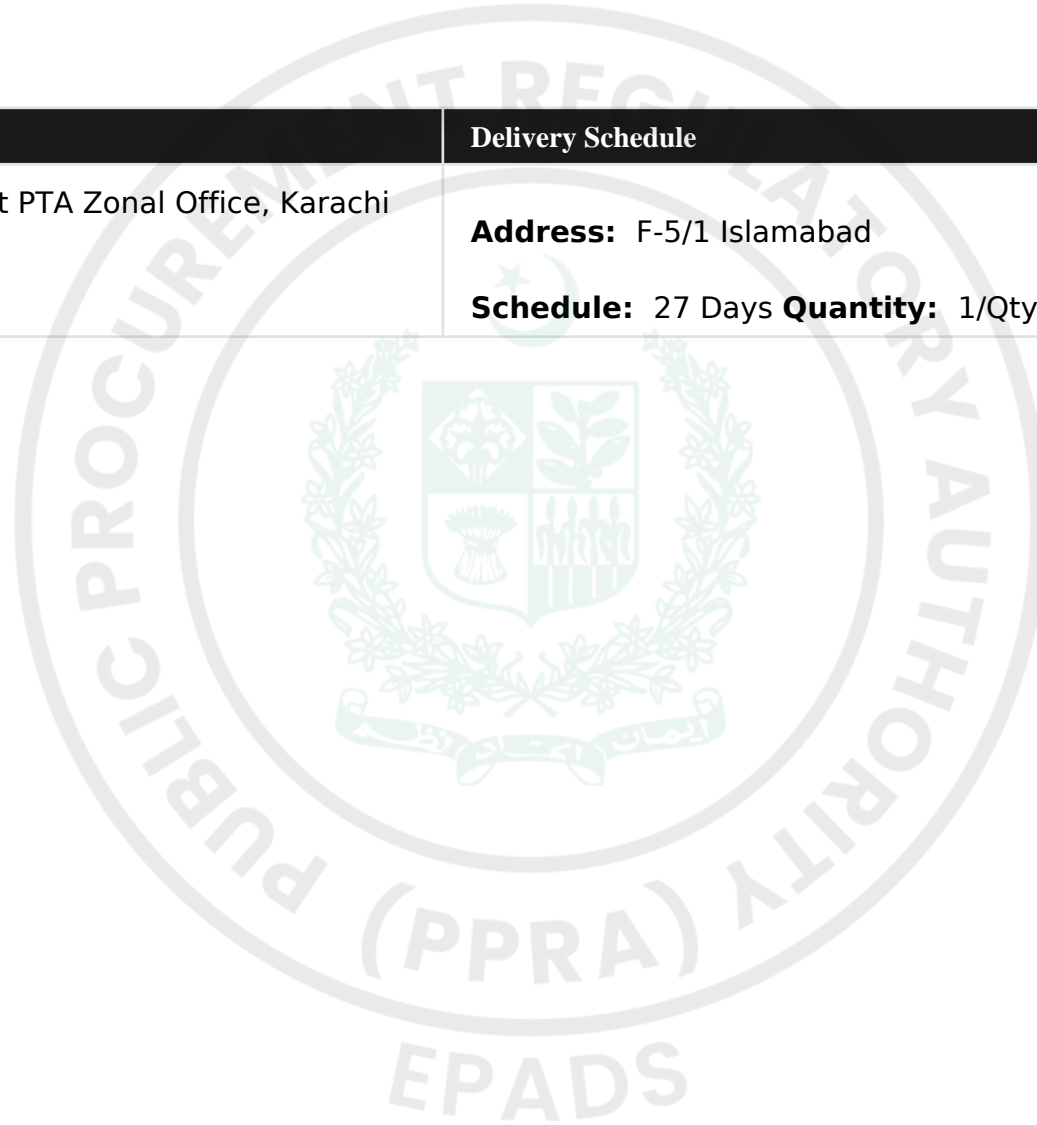 Delivery Schedule
t PTA Zonal Office, Karachi
Address: F-5/1 Islamabad
Schedule: 27 Days Quantity: 1/Qty
PUBLIC PROCUREMENT REGULATORY AUTHORITY
(PPRA)
EPADS